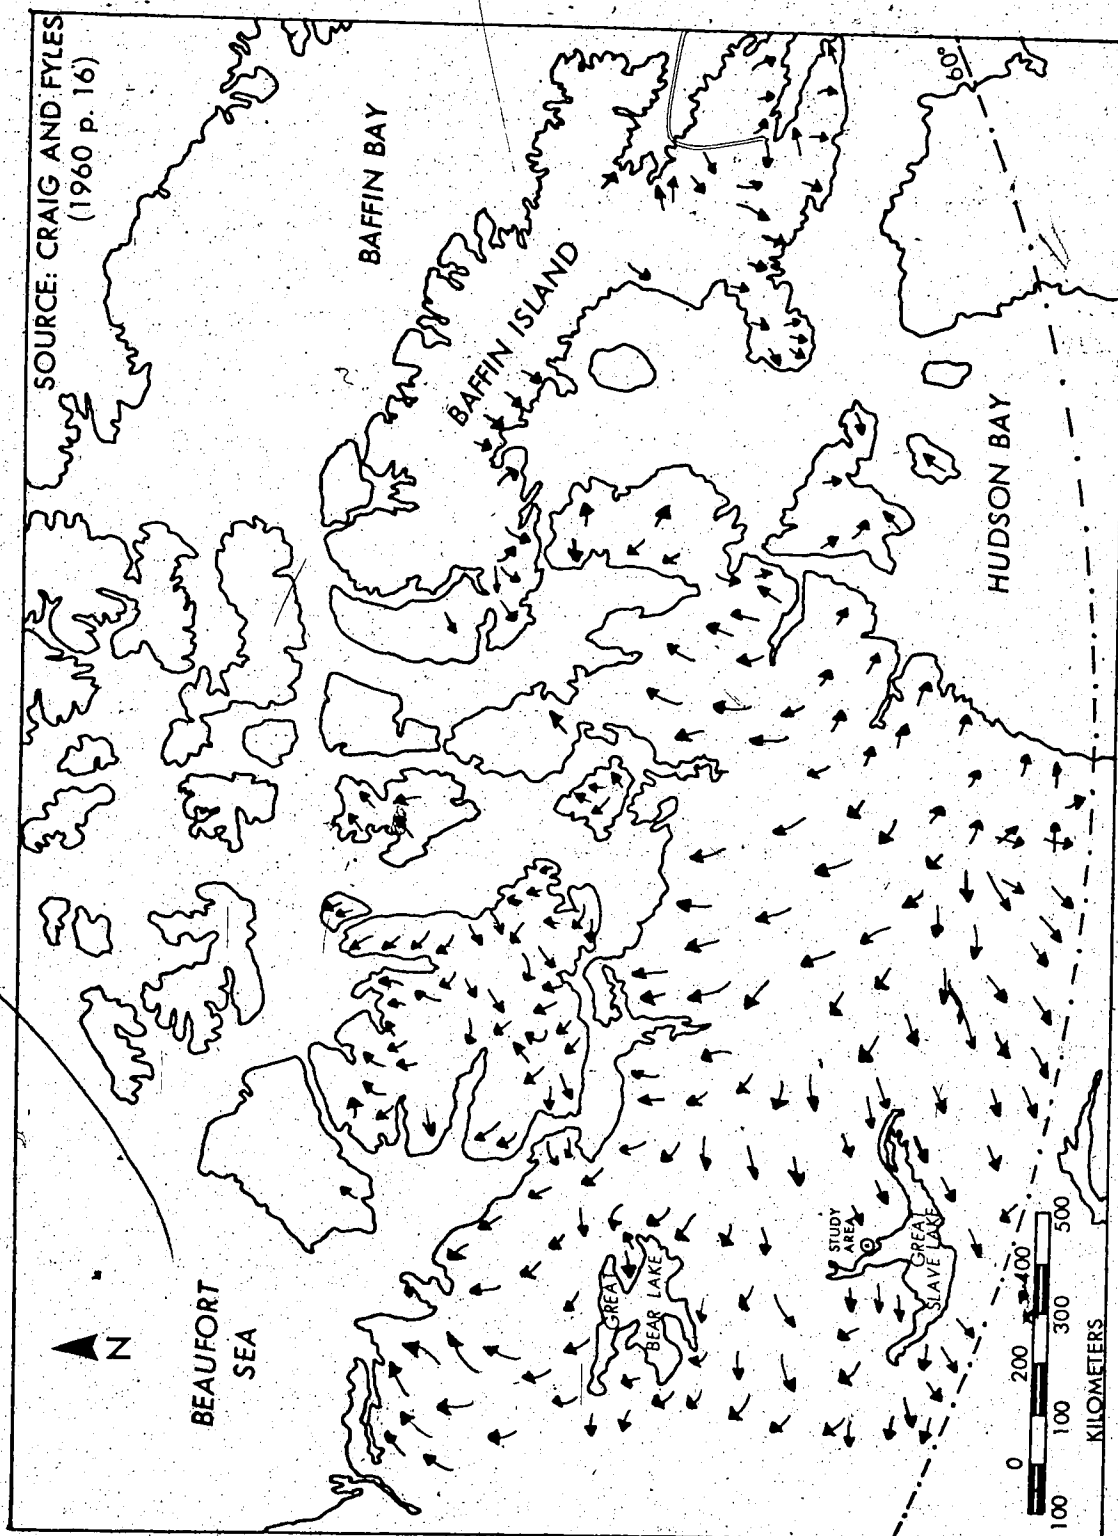 SOURCE: CRAIG AND FYLES
(1960 p. 16)
BAFFIN BAY
BAFFIN ISLAND
60°
HUDSON BAY
BEAUFORT
SEA
N
GREAT
BEAR LAKE
STUDY
AREA
GREAT
SLAVE LAKE
100 0 100 200 300 400 500
KILOMETERS